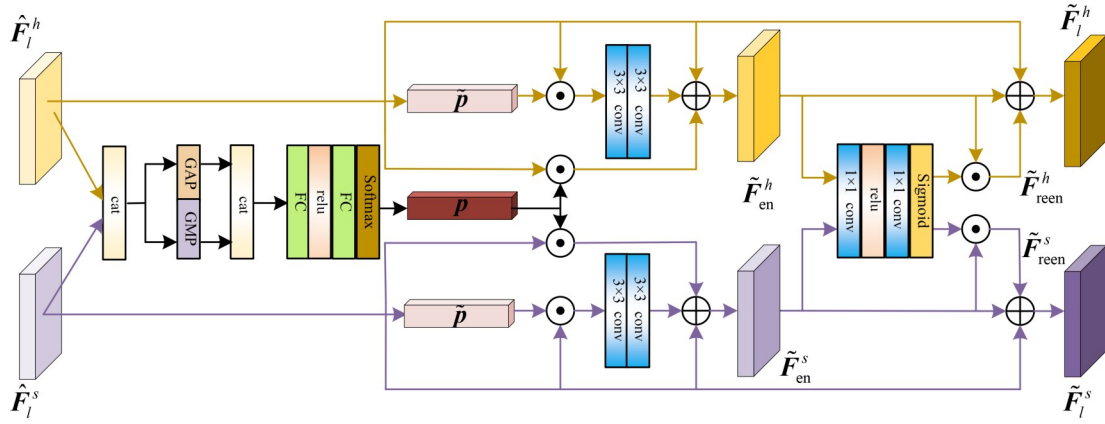 F̂_l^h
cat
GAP
GMP
cat
FC
relu
FC
Softmax
p̃
3×3 conv
3×3 conv
p
p̃
3×3 conv
3×3 conv
F̃_en^h
F̃_en^s
1×1 conv
relu
1×1 conv
Sigmoid
F̃_reen^h
F̃_reen^s
F̃_l^h
F̂_l^s
F̃_l^s